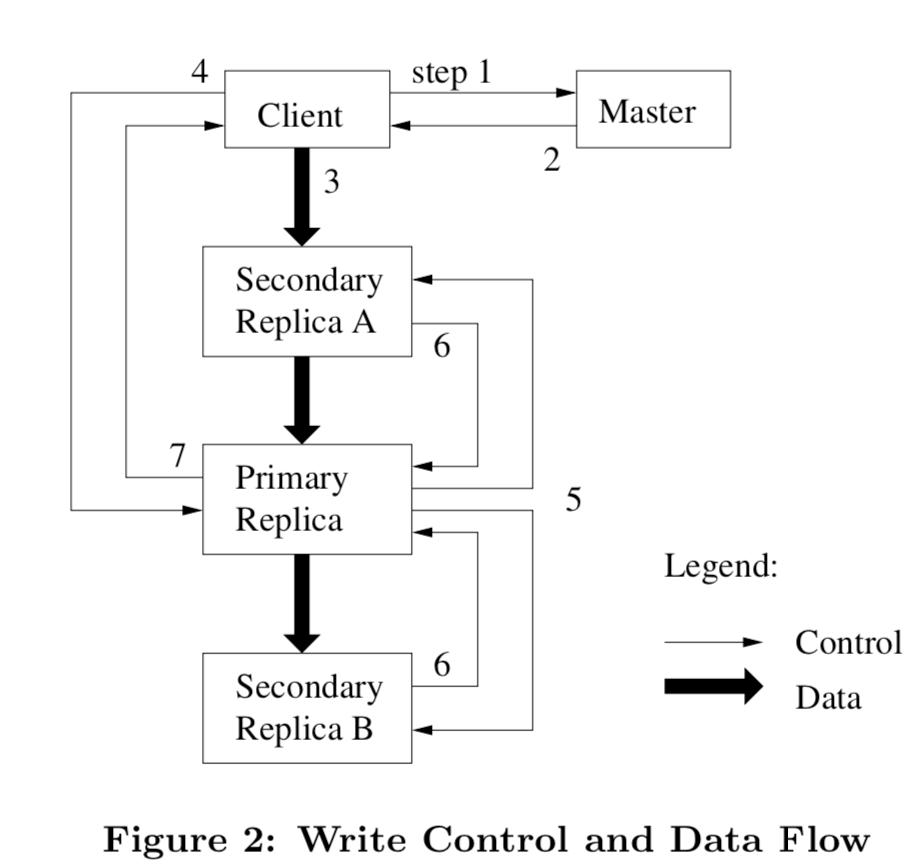 4
step 1
Client
Master
2
3
Secondary
Replica A
6
7
Primary
Replica
5
Legend:
Control
Data
6
Secondary
Replica B
Figure 2: Write Control and Data Flow